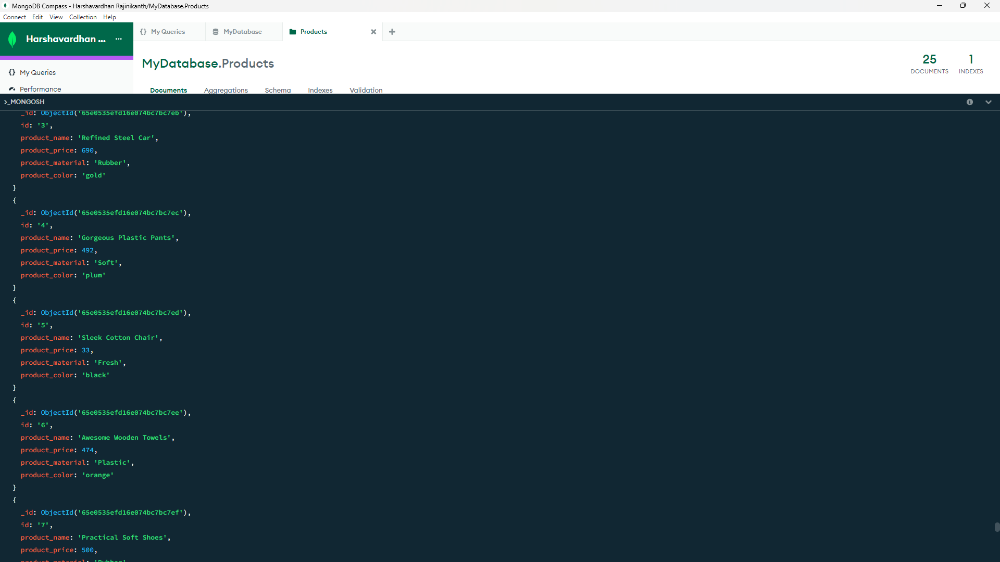 MongoDB Compass - Harshavardhan Rajinikanth/MyDatabase.Products
Connect Edit View Collection Help
Harshavardhan ... ···
{} My Queries MyDatabase Products
MyDatabase.Products
25 DOCUMENTS
1 INDEXES
{} My Queries
Performance
Documents Aggregations Schema Indexes Validation
>_MONGOSH
_id: ObjectId('65e0535efd16e074bc7bc7eb'),
id: '3',
product_name: 'Refined Steel Car',
product_price: 690,
product_material: 'Rubber',
product_color: 'gold'
}
{
_id: ObjectId('65e0535efd16e074bc7bc7ec'),
id: '4',
product_name: 'Gorgeous Plastic Pants',
product_price: 492,
product_material: 'Soft',
product_color: 'plum'
}
{
_id: ObjectId('65e0535efd16e074bc7bc7ed'),
id: '5',
product_name: 'Sleek Cotton Chair',
product_price: 33,
product_material: 'Fresh',
product_color: 'black'
}
{
_id: ObjectId('65e0535efd16e074bc7bc7ee'),
id: '6',
product_name: 'Awesome Wooden Towels',
product_price: 474,
product_material: 'Plastic',
product_color: 'orange'
}
{
_id: ObjectId('65e0535efd16e074bc7bc7ef'),
id: '7',
product_name: 'Practical Soft Shoes',
product_price: 500,
product_material: 'Rubber'